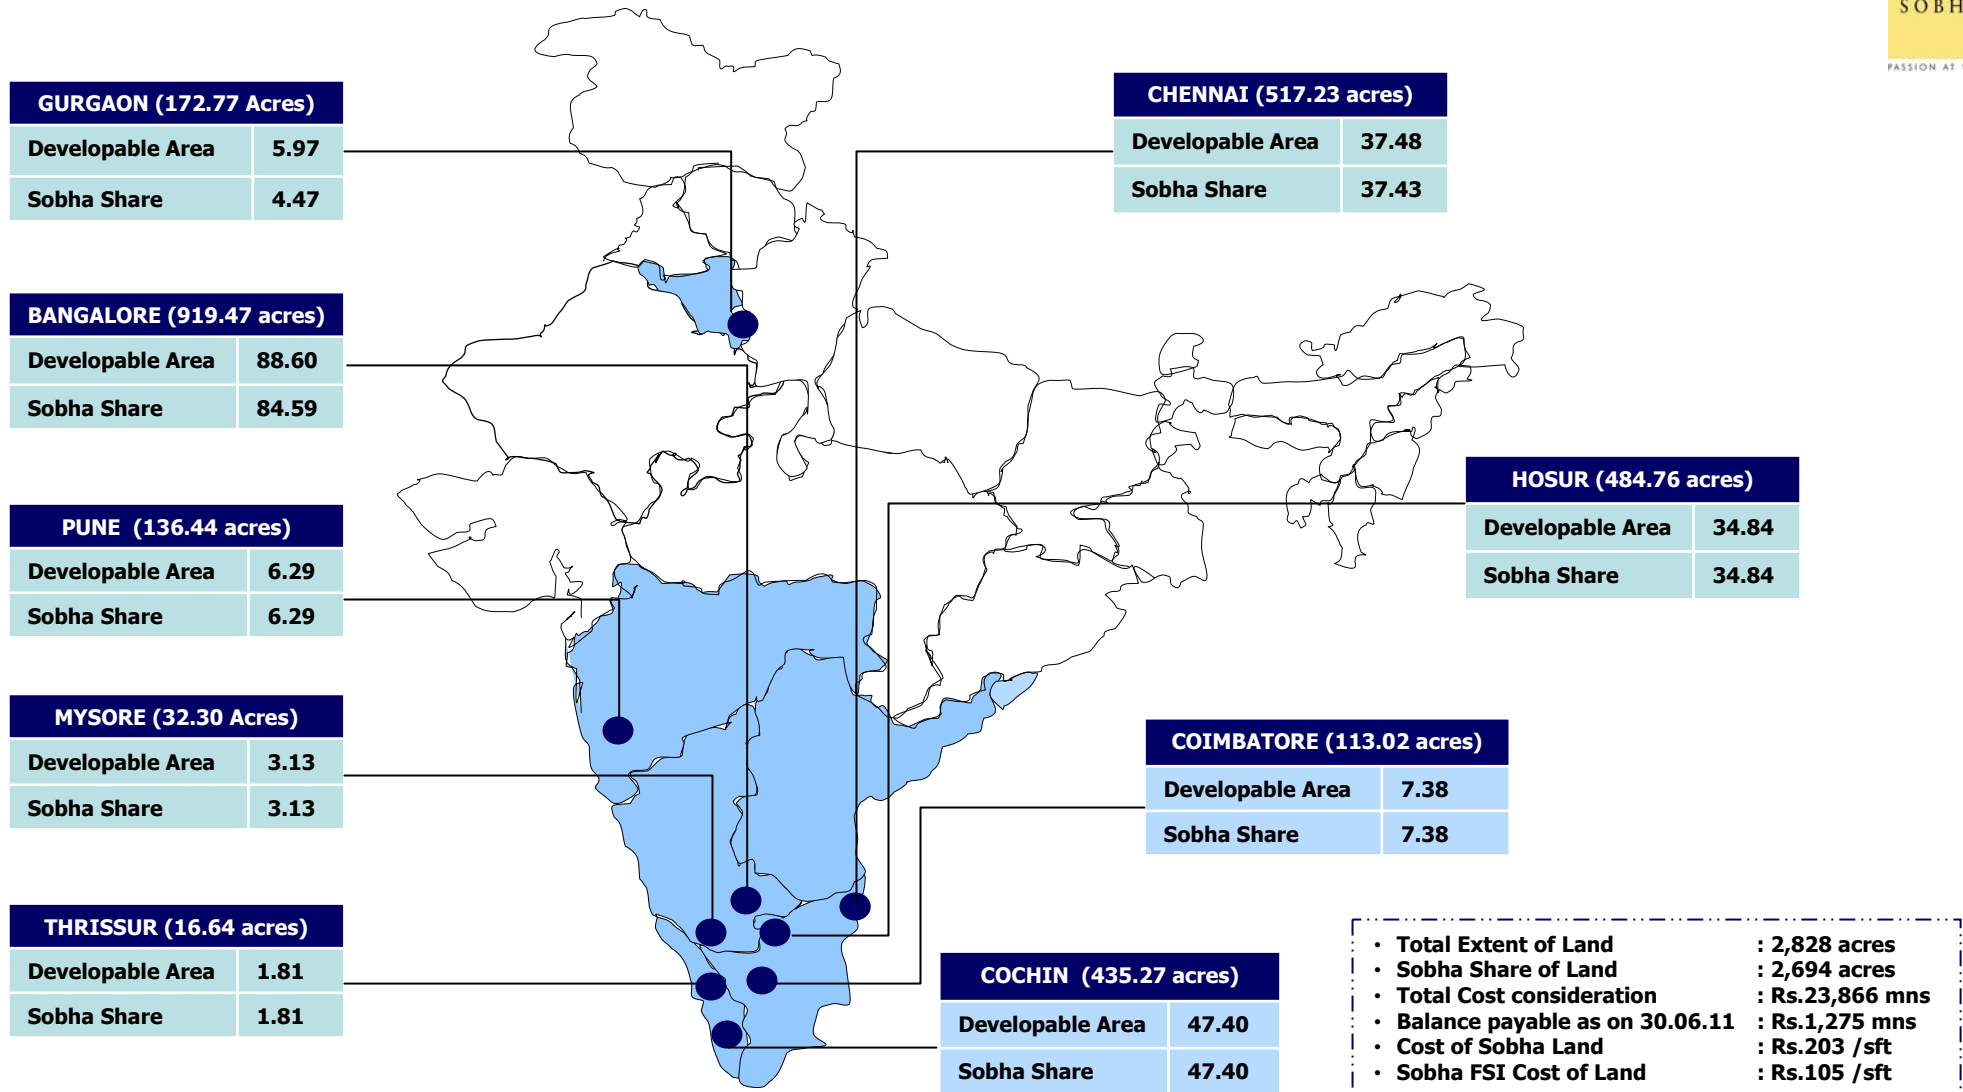 SOBH
PASSION AT
GURGAON (172.77 Acres)
Developable Area 5.97
Sobha Share 4.47
CHENNAI (517.23 acres)
Developable Area 37.48
Sobha Share 37.43
BANGALORE (919.47 acres)
Developable Area 88.60
Sobha Share 84.59
HOSUR (484.76 acres)
Developable Area 34.84
Sobha Share 34.84
PUNE (136.44 acres)
Developable Area 6.29
Sobha Share 6.29
MYSORE (32.30 Acres)
Developable Area 3.13
Sobha Share 3.13
COIMBATORE (113.02 acres)
Developable Area 7.38
Sobha Share 7.38
THRISSUR (16.64 acres)
Developable Area 1.81
Sobha Share 1.81
COCHIN (435.27 acres)
Developable Area 47.40
Sobha Share 47.40
• Total Extent of Land : 2,828 acres
• Sobha Share of Land : 2,694 acres
• Total Cost consideration : Rs.23,866 mns
• Balance payable as on 30.06.11 : Rs.1,275 mns
• Cost of Sobha Land : Rs.203 /sft
• Sobha FSI Cost of Land : Rs.105 /sft